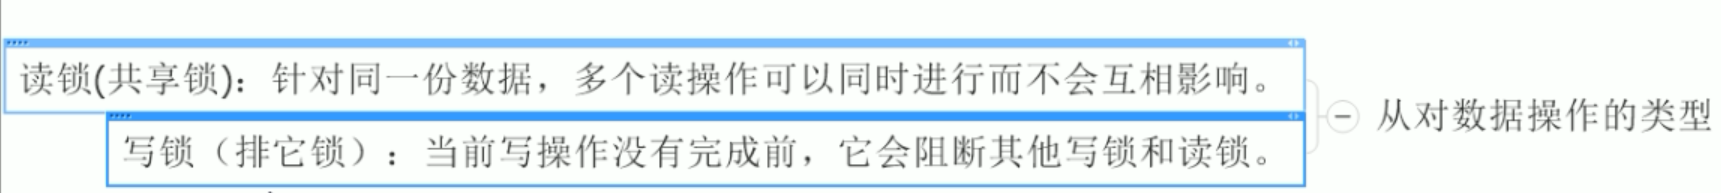 读锁(共享锁)：针对同一份数据，多个读操作可以同时进行而不会互相影响。
从对数据操作的类型
写锁（排它锁）：当前写操作没有完成前，它会阻断其他写锁和读锁。